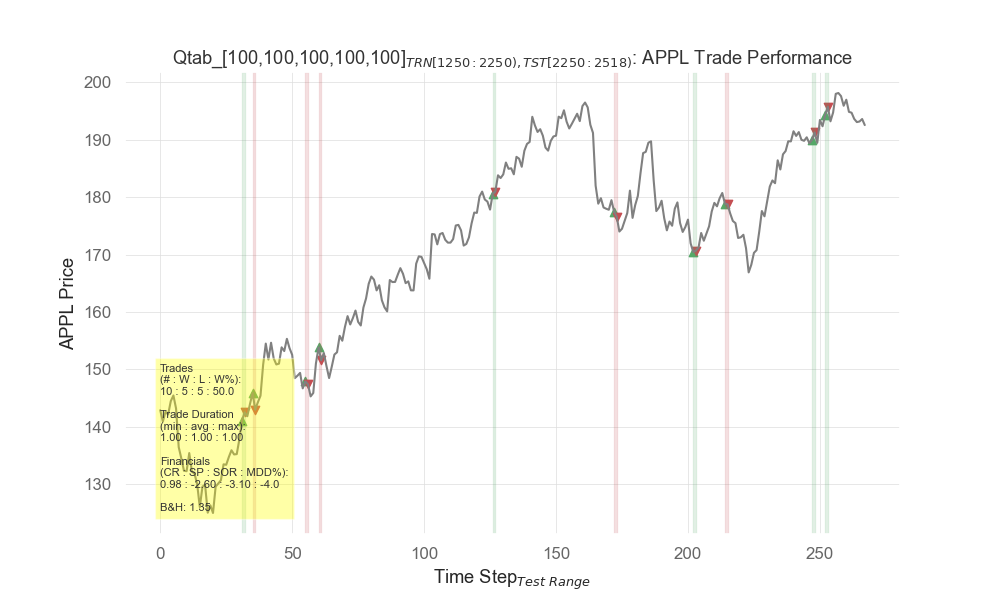 Qtab_[100,100,100,100,100]TRN[1250:2250),TST[2250:2518): APPL Trade Performance
200
190
180
170
160
150
140
130
APPL Price
Trades
(# : W : L : W%):
10 : 5 : 5 : 50.0
Trade Duration
(min : avg : max):
1.00 : 1.00 : 1.00
Financials
(CR : SP : SOR : MDD%):
0.98 : -2.60 : -3.10 : -4.0
B&H: 1.35
0 50 100 150 200 250
Time StepTest Range